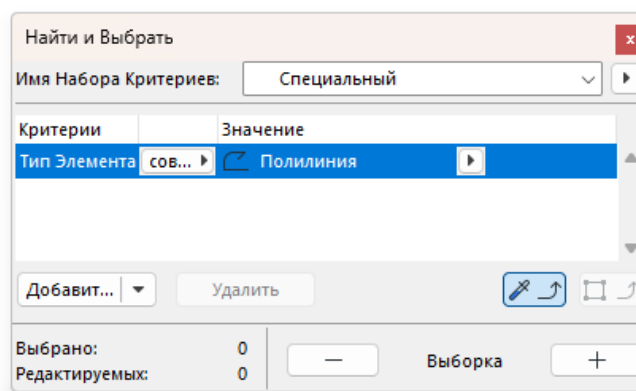 Найти и Выбрать
x
Имя Набора Критериев: Специальный
Критерии Значение
Тип Элемента сов... Полилиния
Добавит... Удалить
Выбрано: 0
Редактируемых: 0
— Выборка +